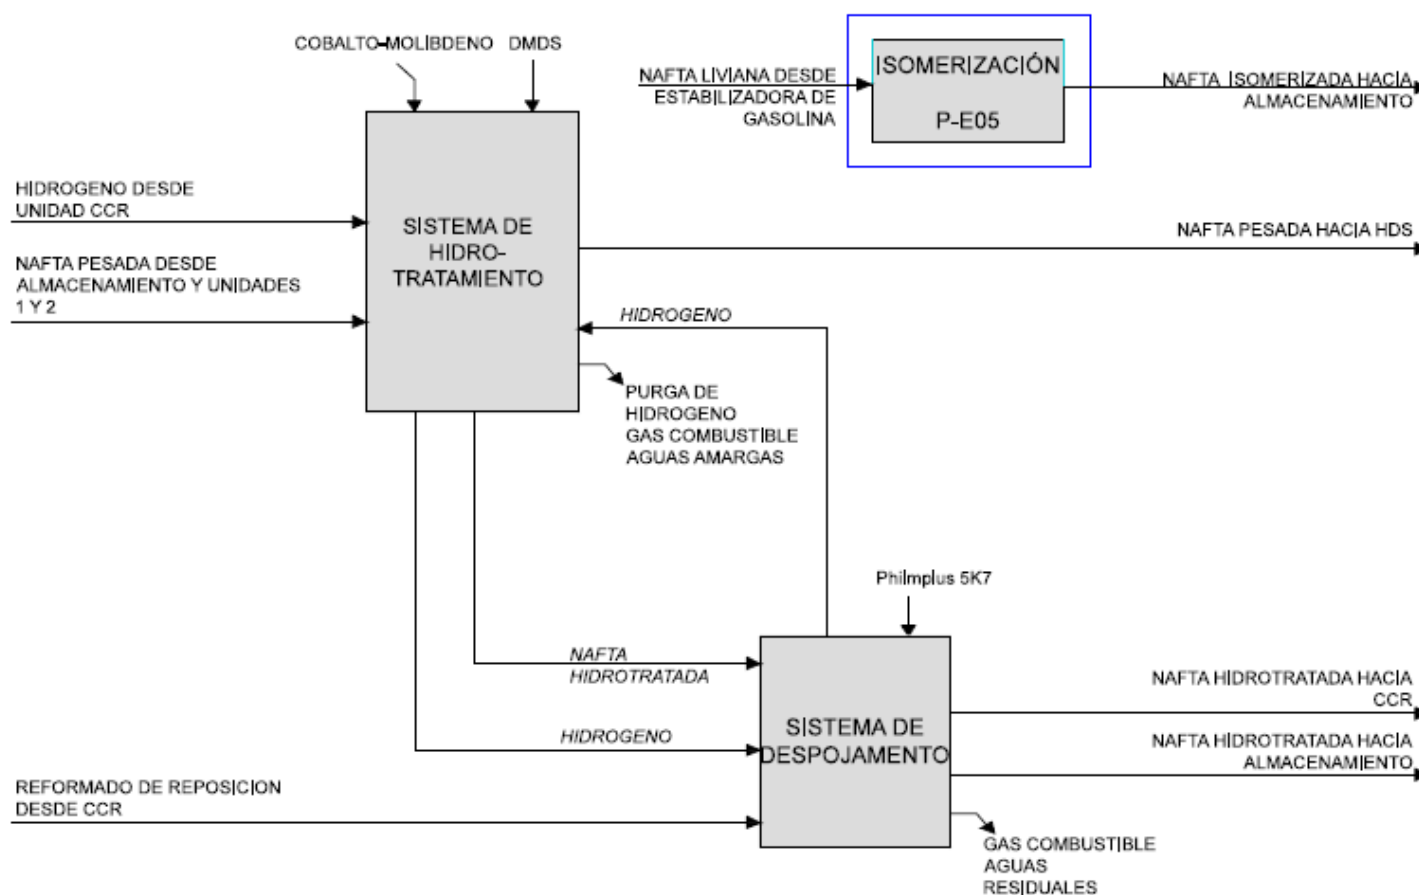 COBALTO-MOLIBDENO DMDS
NAFTA LIVIANA DESDE
ESTABILIZADORA DE
GASOLINA
ISOMERIZACIÓN
P-E05
NAFTA ISOMERIZADA HACIA
ALMACENAMIENTO
HIDROGENO DESDE
UNIDAD CCR
NAFTA PESADA DESDE
ALMACENAMIENTO Y UNIDADES
1 Y 2
SISTEMA DE
HIDRO-
TRATAMIENTO
NAFTA PESADA HACIA HDS
HIDROGENO
PURGA DE
HIDROGENO
GAS COMBUSTIBLE
AGUAS AMARGAS
Philmplus 5K7
NAFTA
HIDROTRATADA
HIDROGENO
SISTEMA DE
DESPOJAMENTO
NAFTA HIDROTRATADA HACIA
CCR
NAFTA HIDROTRATADA HACIA
ALMACENAMIENTO
REFORMADO DE REPOSICION
DESDE CCR
GAS COMBUSTIBLE
AGUAS
RESIDUALES